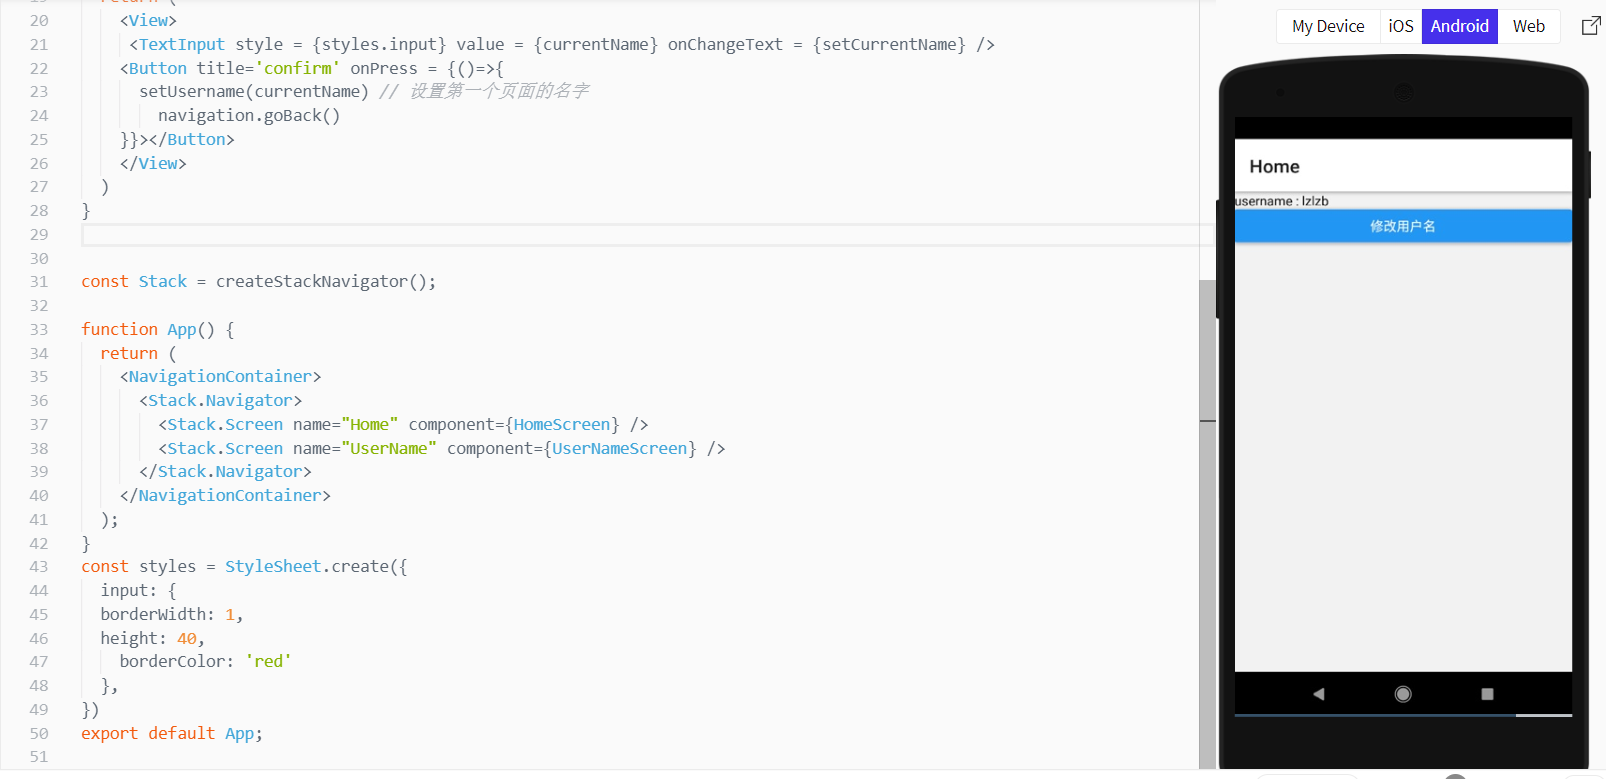 19 return (
20 <View>
21 <TextInput style = {styles.input} value = {currentName} onChangeText = {setCurrentName} />
22 <Button title='confirm' onPress = {()=>{
23 setUsername(currentName) // 设置第一个页面的名字
24 navigation.goBack()
25 }}></Button>
26 </View>
27 )
28 }
29
30
31 const Stack = createStackNavigator();
32
33 function App() {
34 return (
35 <NavigationContainer>
36 <Stack.Navigator>
37 <Stack.Screen name="Home" component={HomeScreen} />
38 <Stack.Screen name="UserName" component={UserNameScreen} />
39 </Stack.Navigator>
40 </NavigationContainer>
41 );
42 }
43 const styles = StyleSheet.create({
44 input: {
45 borderWidth: 1,
46 height: 40,
47 borderColor: 'red'
48 },
49 })
50 export default App;
51
My Device iOS Android Web
Home
username : lzlzb
修改用户名